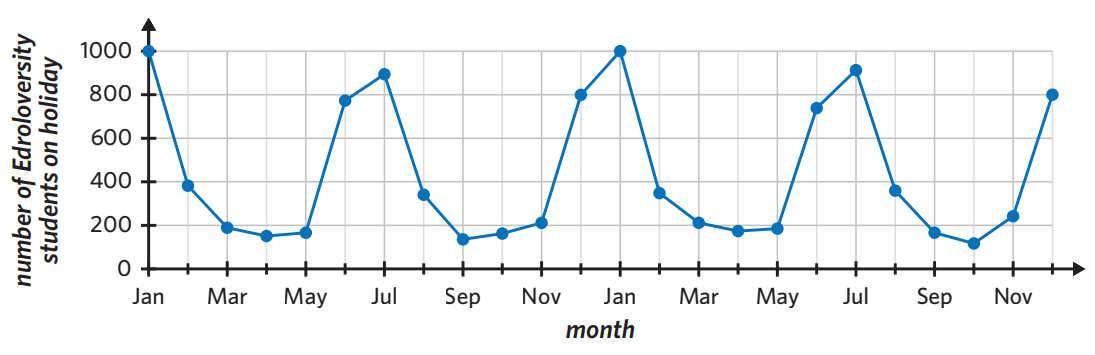 number of Edroloversity
students on holiday
1000
800
600
400
200
0
Jan Mar May Jul Sep Nov Jan Mar May Jul Sep Nov
month